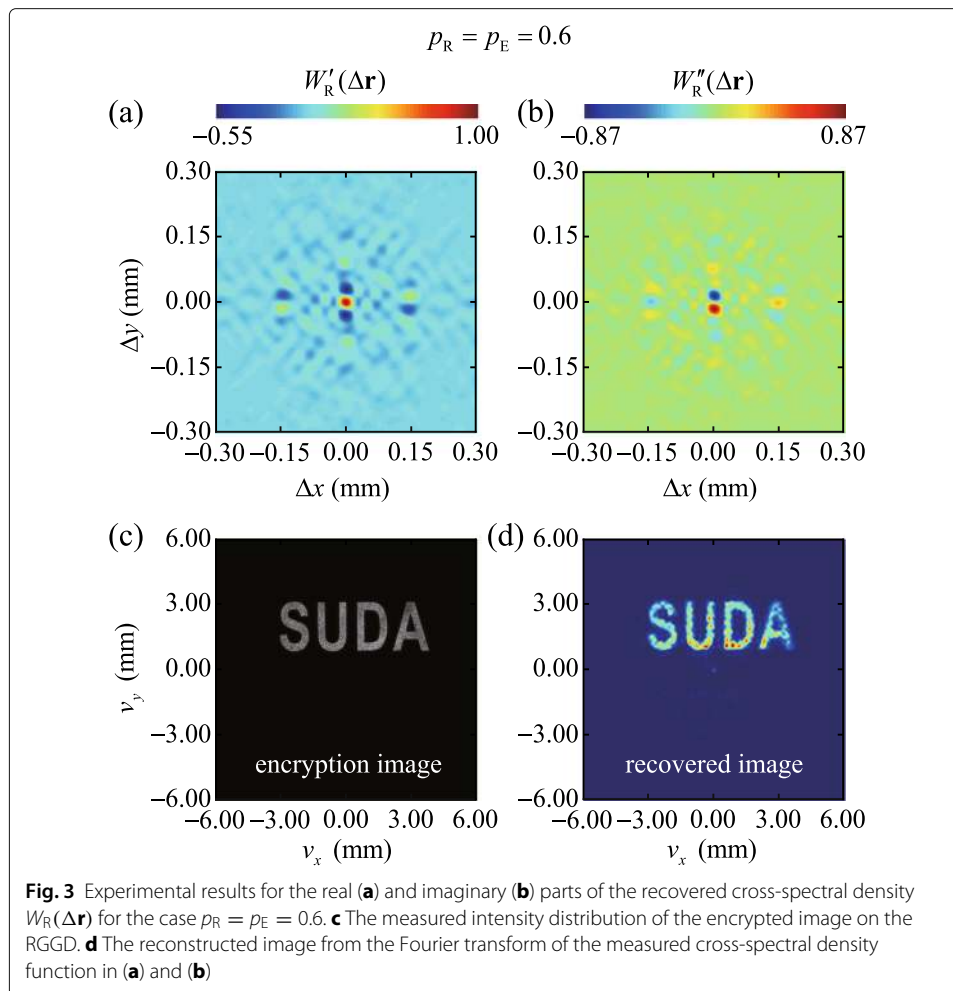 p_R = p_E = 0.6
W′_R(Δr) W″_R(Δr)
(a) (b)
−0.55 1.00 −0.87 0.87
0.30 0.30
0.15 0.15
0.00 0.00
−0.15 −0.15
−0.30 −0.30
Δy (mm)
−0.30 −0.15 0.00 0.15 0.30 −0.30 −0.15 0.00 0.15 0.30
Δx (mm) Δx (mm)
(c) (d)
6.00 6.00
3.00 3.00
0.00 0.00
−3.00 −3.00
−6.00 −6.00
v_y (mm)
SUDA SUDA
encryption image recovered image
−6.00 −3.00 0.00 3.00 6.00 −6.00 −3.00 0.00 3.00 6.00
v_x (mm) v_x (mm)
Fig. 3 Experimental results for the real (a) and imaginary (b) parts of the recovered cross-spectral density
W_R(Δr) for the case p_R = p_E = 0.6. c The measured intensity distribution of the encrypted image on the
RGGD. d The reconstructed image from the Fourier transform of the measured cross-spectral density
function in (a) and (b)